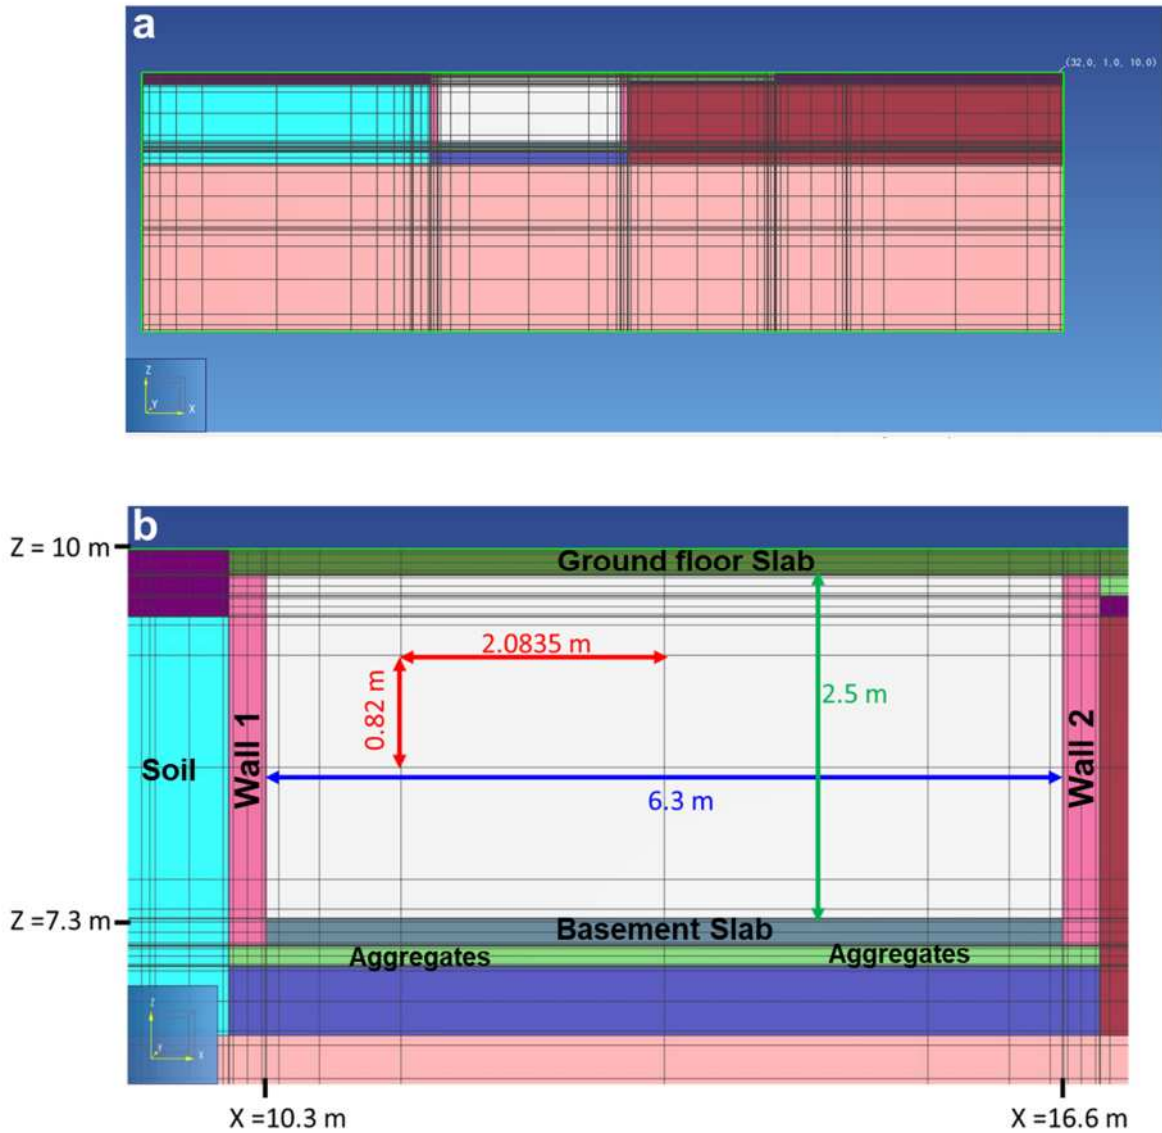 a
(32.0, 1.0, 10.0)
Z
Y
X
b
Z = 10 m
Ground floor Slab
2.0835 m
0.82 m
2.5 m
Wall 1
Wall 2
Soil
6.3 m
Z =7.3 m
Basement Slab
Aggregates
Aggregates
Z
Y
X
X =10.3 m
X =16.6 m